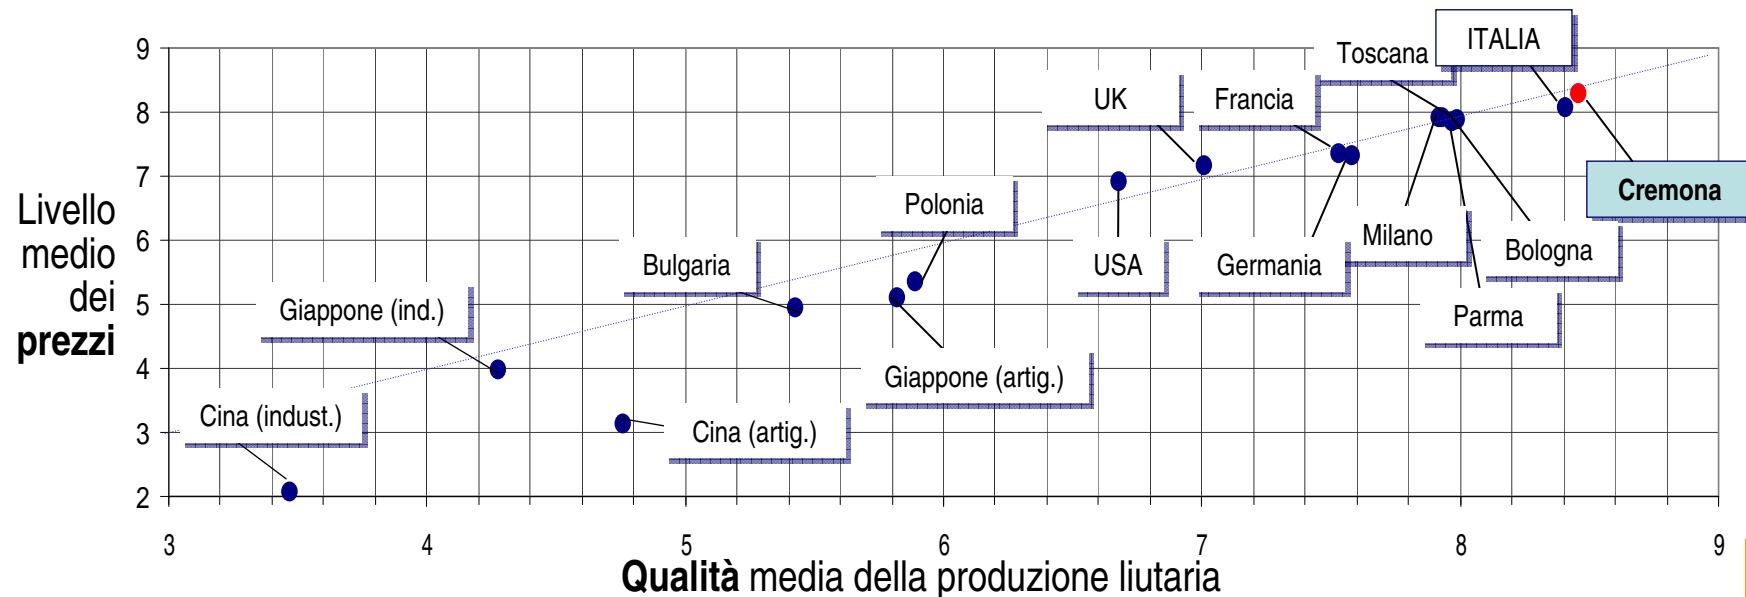 ITALIA
Toscana
9
UK
Francia
8
7
Cremona
Livello
medio
dei
prezzi
Polonia
6
Milano
Bologna
Bulgaria
USA
Germania
5
Giappone (ind.)
Parma
4
Giappone (artig.)
Cina (indust.)
3
Cina (artig.)
2
3 4 5 6 7 8 9
Qualità media della produzione liutaria